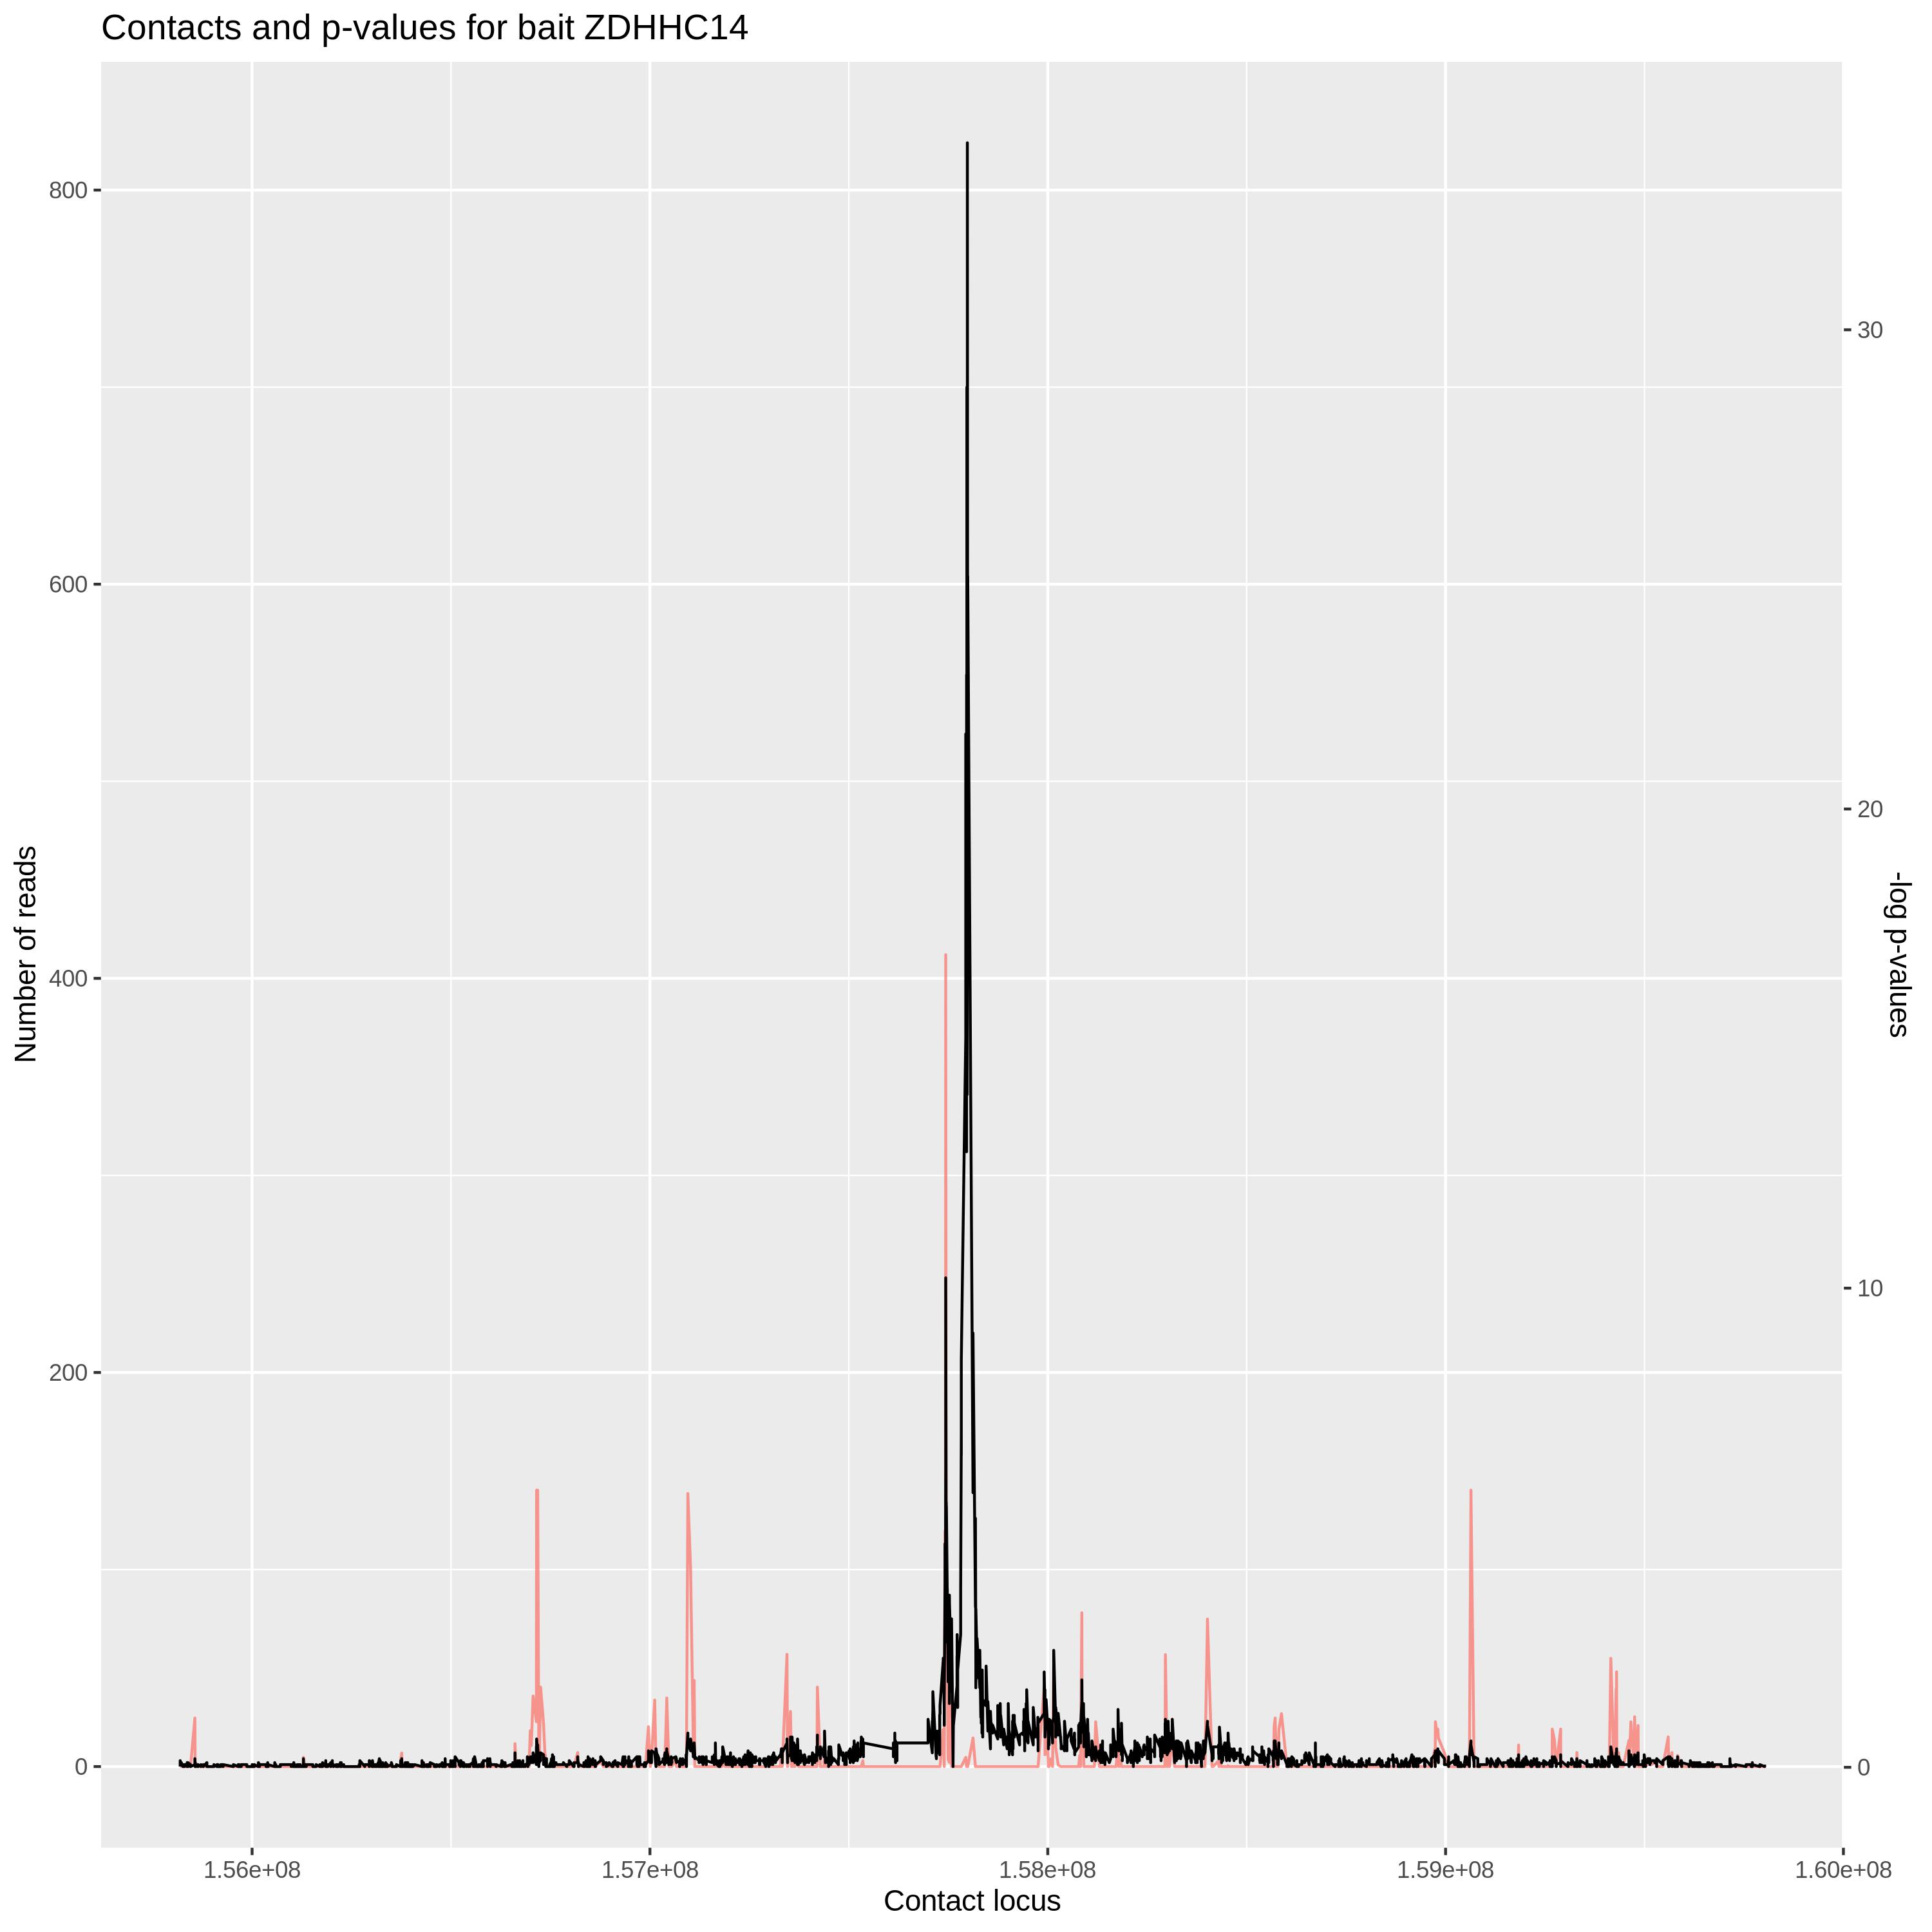 Contacts and p-values for bait ZDHHC14
800
600
400
200
0
30
20
10
0
Number of reads
-log p-values
1.56e+08
1.57e+08
1.58e+08
1.59e+08
1.60e+08
Contact locus